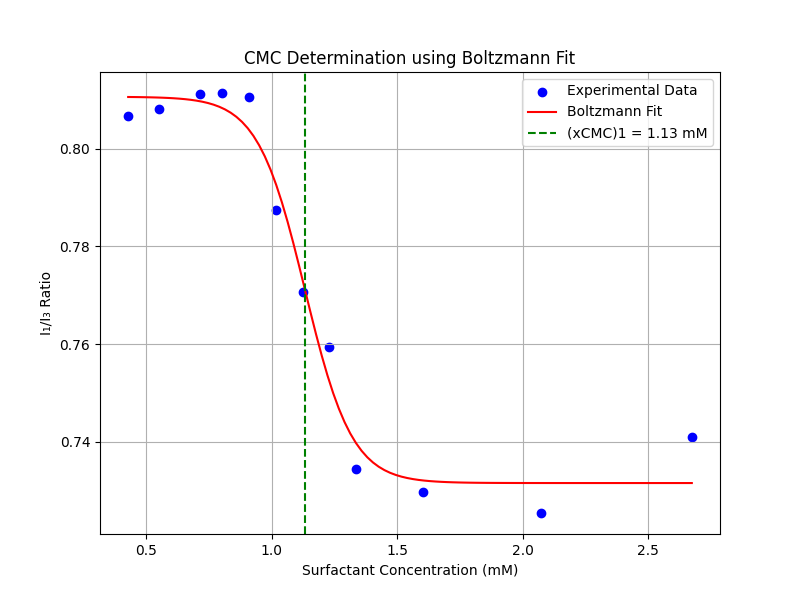 CMC Determination using Boltzmann Fit
Experimental Data
Boltzmann Fit
(xCMC)1 = 1.13 mM
I₁/I₃ Ratio
0.80
0.78
0.76
0.74
0.5
1.0
1.5
2.0
2.5
Surfactant Concentration (mM)